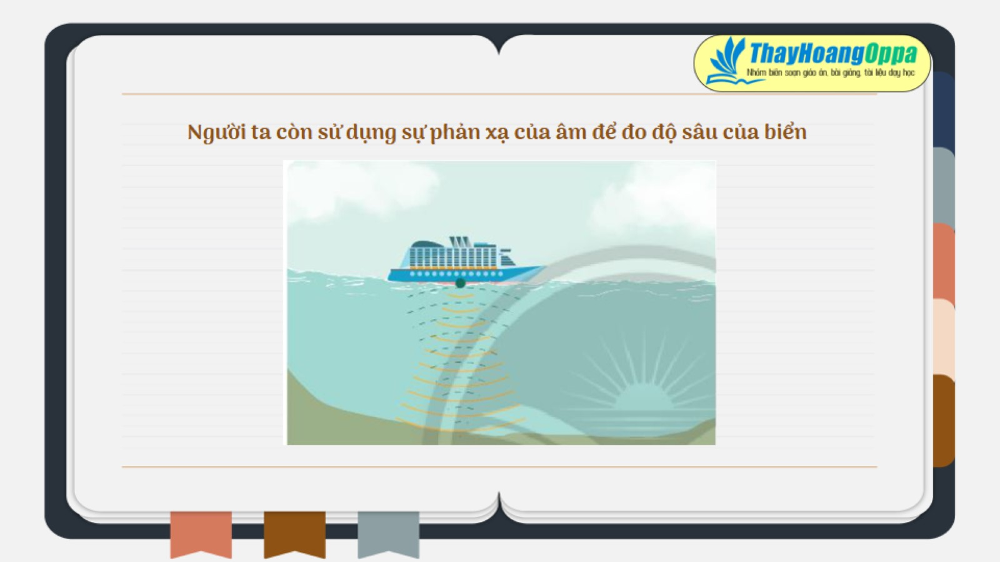 ThayHoangOppa
Nhóm biên soạn giáo án, bài giảng, tài liệu dạy học
Người ta còn sử dụng sự phản xạ của âm để đo độ sâu của biển